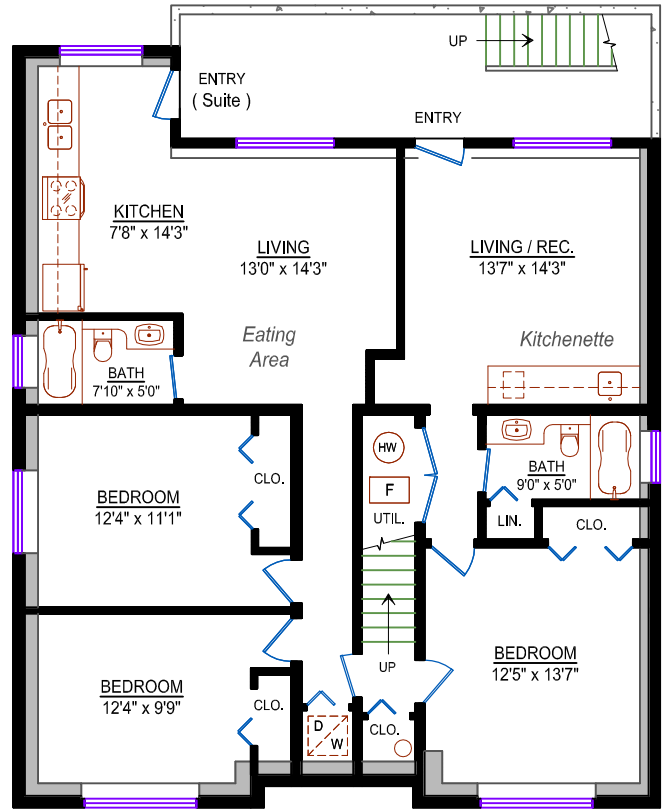 UP
ENTRY
( Suite )
ENTRY
KITCHEN
7'8" x 14'3"
LIVING
13'0" x 14'3"
LIVING / REC.
13'7" x 14'3"
Eating
Area
Kitchenette
BATH
7'10" x 5'0"
HW
F
UTIL.
BATH
9'0" x 5'0"
LIN.
CLO.
CLO.
BEDROOM
12'4" x 11'1"
UP
BEDROOM
12'5" x 13'7"
BEDROOM
12'4" x 9'9"
CLO.
D
W
CLO.